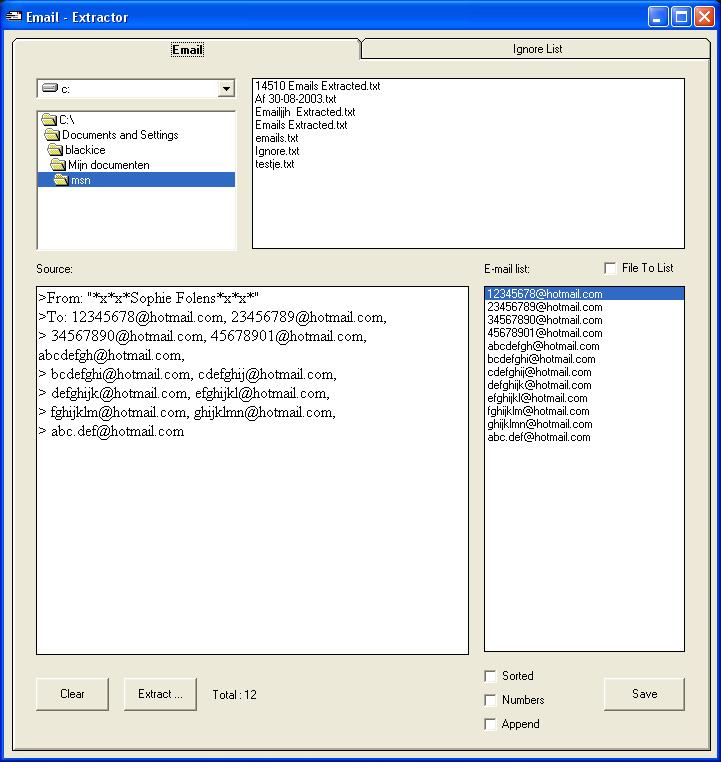 Email - Extractor
Email
Ignore List
c:
C:\
Documents and Settings
blackice
Mijn documenten
msn
14510 Emails Extracted.txt
Af 30-08-2003.txt
Emailjjh  Extracted.txt
Emails Extracted.txt
emails.txt
Ignore.txt
testje.txt
Source:
>From: "*x*x*Sophie Folens*x*x*"
>To: 12345678@hotmail.com, 23456789@hotmail.com,
> 34567890@hotmail.com, 45678901@hotmail.com,
abcdefgh@hotmail.com,
> bcdefghi@hotmail.com, cdefghij@hotmail.com,
> defghijk@hotmail.com, efghijkl@hotmail.com,
> fghijklm@hotmail.com, ghijklmn@hotmail.com,
> abc.def@hotmail.com
E-mail list:
File To List
12345678@hotmail.com
23456789@hotmail.com
34567890@hotmail.com
45678901@hotmail.com
abcdefgh@hotmail.com
bcdefghi@hotmail.com
cdefghij@hotmail.com
defghijk@hotmail.com
efghijkl@hotmail.com
fghijklm@hotmail.com
ghijklmn@hotmail.com
abc.def@hotmail.com
Clear
Extract ...
Total : 12
Sorted
Numbers
Append
Save